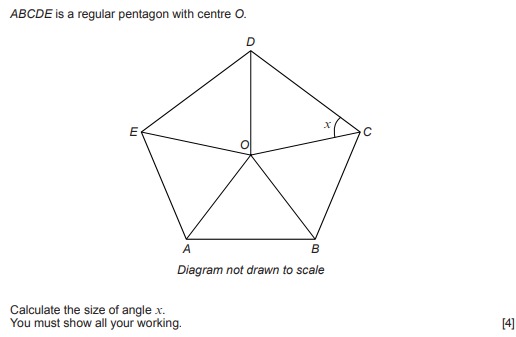 ABCDE is a regular pentagon with centre O.
D
E
x
C
O
A
B
Diagram not drawn to scale
Calculate the size of angle x.
You must show all your working. [4]